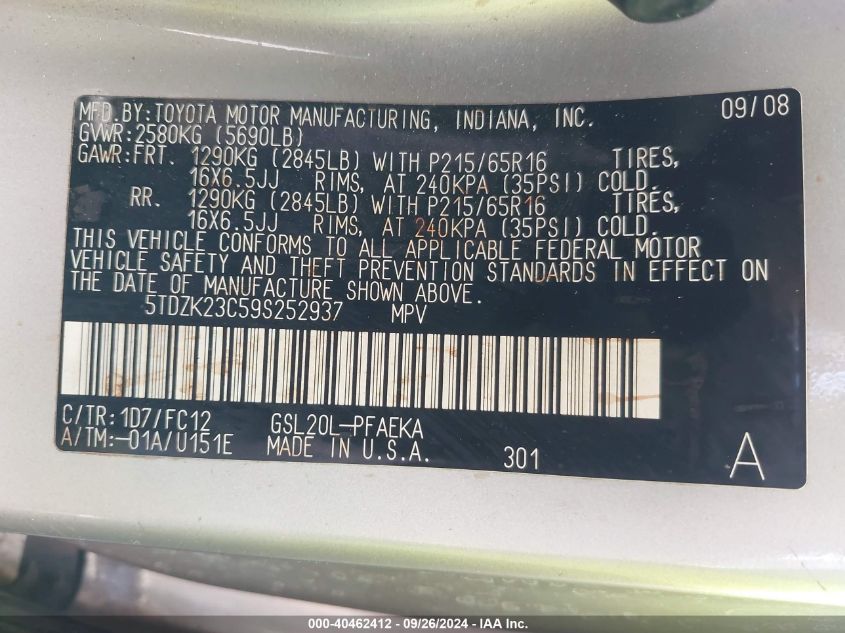 MFD. BY: TOYOTA MOTOR MANUFACTURING, INDIANA, INC. 09/08
GVWR: 2580KG (5690LB)
GAWR: FRT. 1290KG (2845LB) WITH P215/65R16 TIRES,
16X6.5JJ RIMS, AT 240KPA (35PSI) COLD.
RR. 1290KG (2845LB) WITH P215/65R16 TIRES,
16X6.5JJ RIMS, AT 240KPA (35PSI) COLD.
THIS VEHICLE CONFORMS TO ALL APPLICABLE FEDERAL MOTOR
VEHICLE SAFETY AND THEFT PREVENTION STANDARDS IN EFFECT ON
THE DATE OF MANUFACTURE SHOWN ABOVE.
5TDZK23C59S252937 MPV
C/TR: 1D7/FC12 GSL20L-PFAEKA
A/TM: -01A/U151E MADE IN U.S.A. 301 A
000-40462412 - 09/26/2024 - IAA Inc.